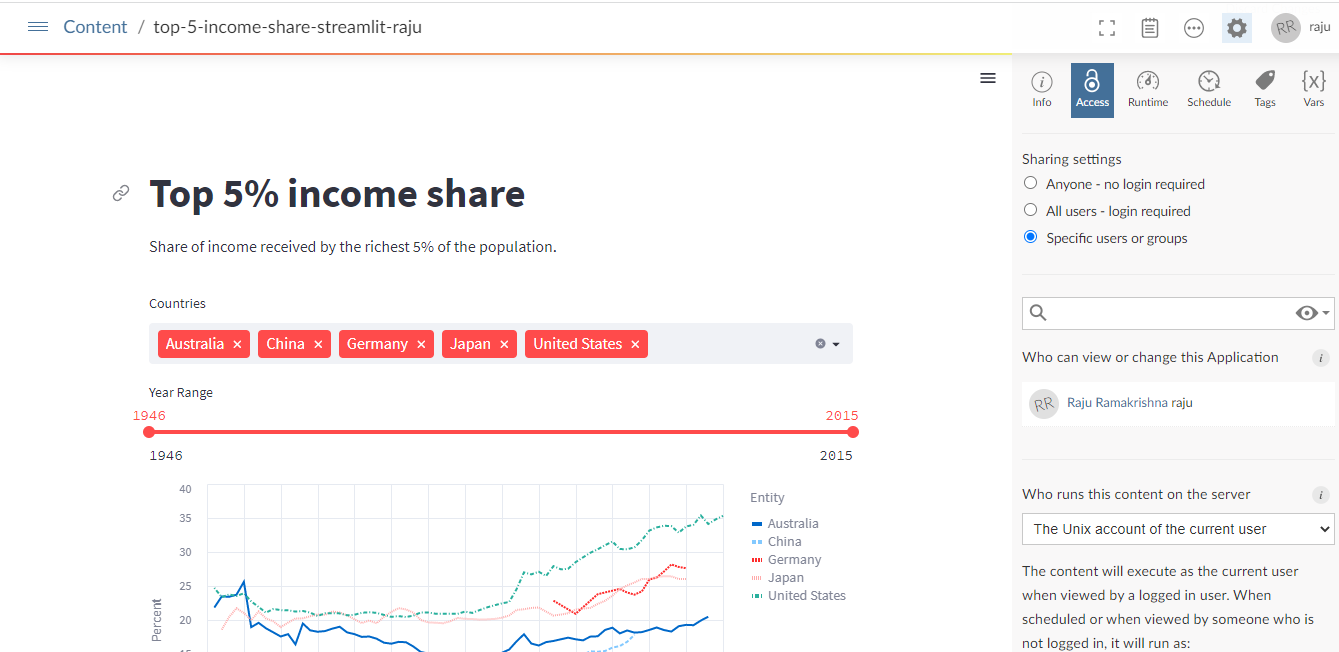 Content / top-5-income-share-streamlit-raju
RR raju
Info Access Runtime Schedule Tags {X} Vars
Top 5% income share
Share of income received by the richest 5% of the population.
Countries
Australia × China × Germany × Japan × United States ×
Year Range
1946 2015
1946 2015
40
35
30
25
20
15
Percent
Entity
Australia
China
Germany
Japan
United States
Sharing settings
Anyone - no login required
All users - login required
Specific users or groups
Who can view or change this Application i
RR Raju Ramakrishna raju
Who runs this content on the server i
The Unix account of the current user
The content will execute as the current user
when viewed by a logged in user. When
scheduled or when viewed by someone who is
not logged in, it will run as: